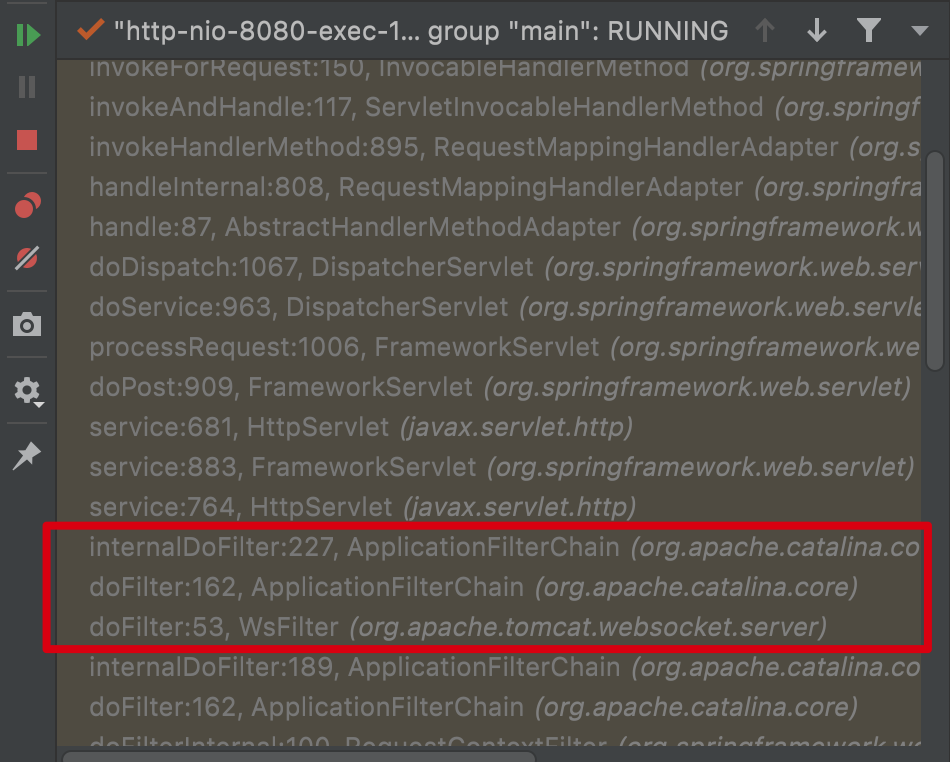 "http-nio-8080-exec-1... group "main": RUNNING
invokeForRequest:150, InvocableHandlerMethod (org.springframew
invokeAndHandle:117, ServletInvocableHandlerMethod (org.springf
invokeHandlerMethod:895, RequestMappingHandlerAdapter (org.s
handleInternal:808, RequestMappingHandlerAdapter (org.springfra
handle:87, AbstractHandlerMethodAdapter (org.springframework.w
doDispatch:1067, DispatcherServlet (org.springframework.web.serv
doService:963, DispatcherServlet (org.springframework.web.servle
processRequest:1006, FrameworkServlet (org.springframework.we
doPost:909, FrameworkServlet (org.springframework.web.servlet)
service:681, HttpServlet (javax.servlet.http)
service:883, FrameworkServlet (org.springframework.web.servlet)
service:764, HttpServlet (javax.servlet.http)
internalDoFilter:227, ApplicationFilterChain (org.apache.catalina.co
doFilter:162, ApplicationFilterChain (org.apache.catalina.core)
doFilter:53, WsFilter (org.apache.tomcat.websocket.server)
internalDoFilter:189, ApplicationFilterChain (org.apache.catalina.co
doFilter:162, ApplicationFilterChain (org.apache.catalina.core)
doFilterInternal:100, RequestContextFilter (org.springframework.we